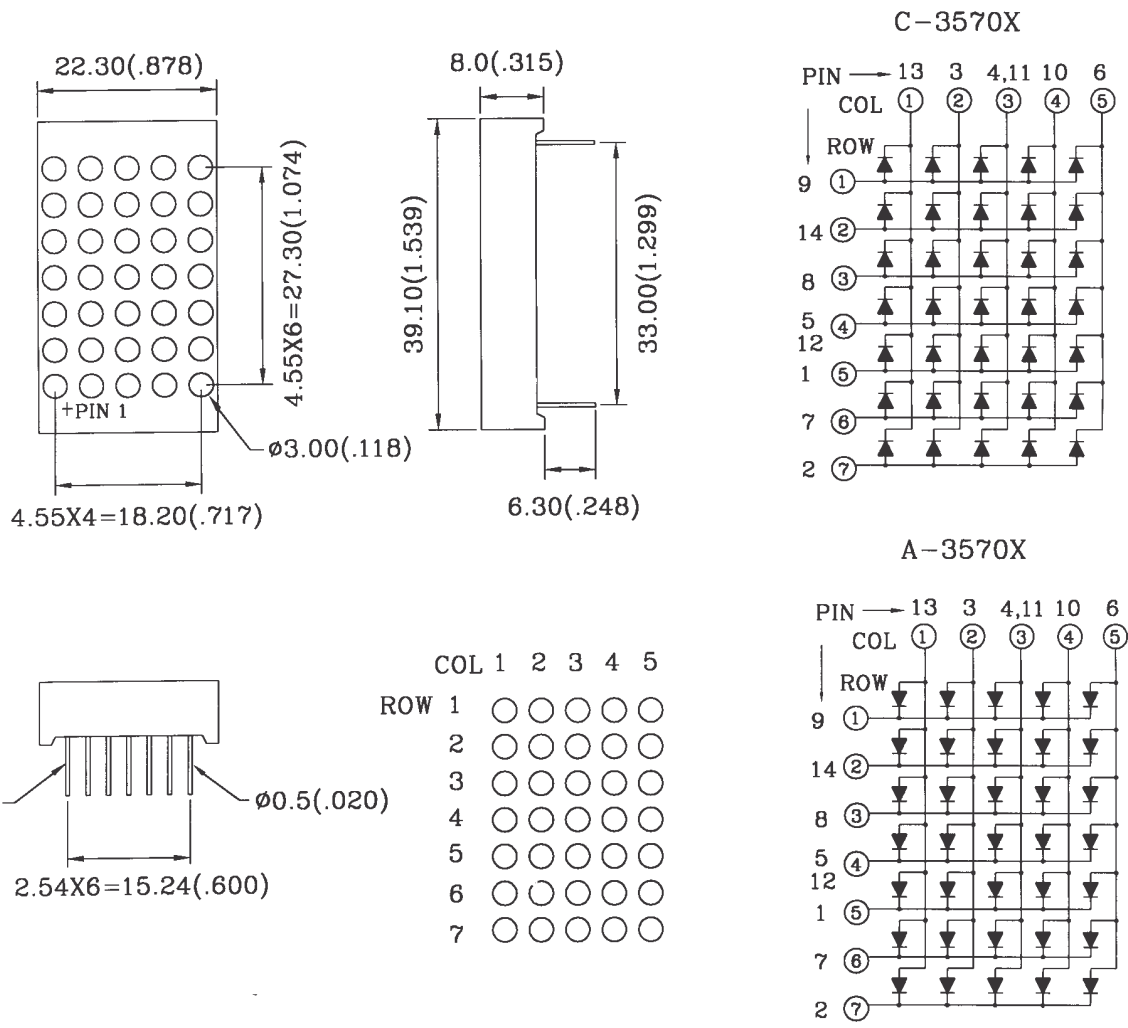 22.30(.878)
4.55X6=27.30(1.074)
+PIN 1
ø3.00(.118)
4.55X4=18.20(.717)
8.0(.315)
39.10(1.539)
33.00(1.299)
6.30(.248)
C-3570X
PIN 13 3 4,11 10 6
COL 1 2 3 4 5
ROW
9 1
14 2
8 3
5 4
12
1 5
7 6
2 7
ø0.5(.020)
2.54X6=15.24(.600)
COL 1 2 3 4 5
ROW 1
2
3
4
5
6
7
A-3570X
PIN 13 3 4,11 10 6
COL 1 2 3 4 5
ROW
9 1
14 2
8 3
5 4
12
1 5
7 6
2 7